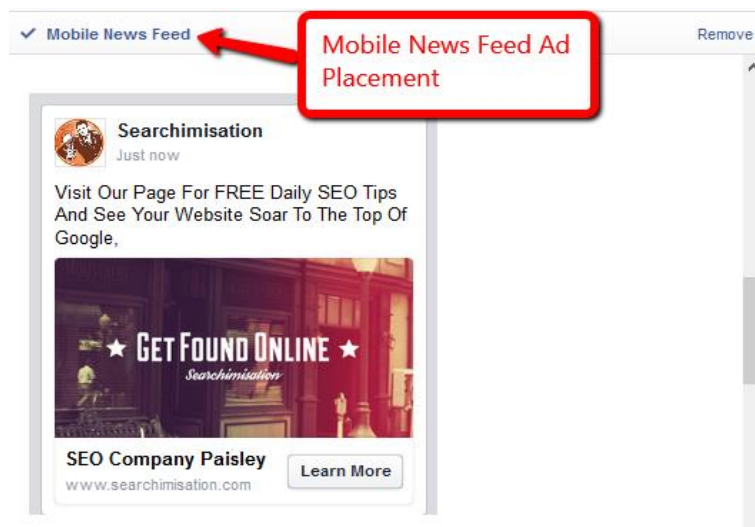 Mobile News Feed
Remove
Mobile News Feed Ad
Placement
Searchimisation
Just now
Visit Our Page For FREE Daily SEO Tips
And See Your Website Soar To The Top Of
Google,
★ GET FOUND ONLINE ★
Searchimisation
SEO Company Paisley
www.searchimisation.com
Learn More